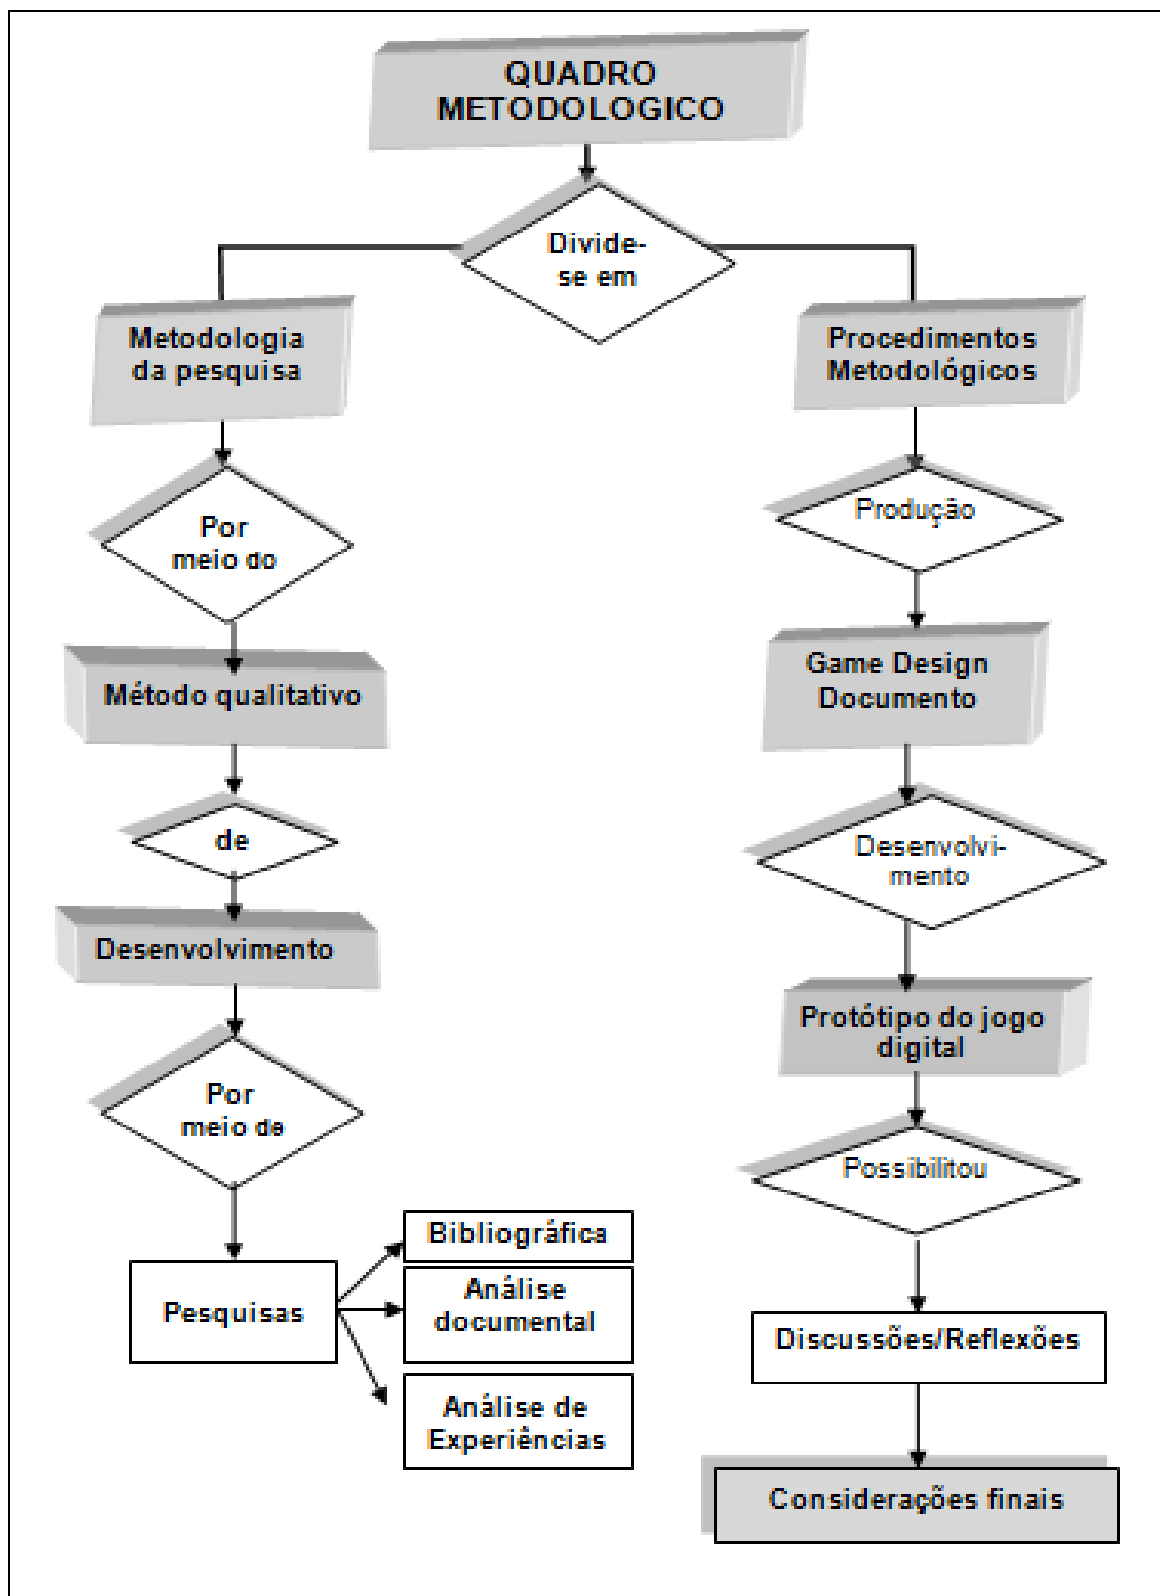 QUADRO
METODOLOGICO
Divide-
se em
Metodologia
da pesquisa
Por
meio do
Método qualitativo
de
Desenvolvimento
Por
meio de
Pesquisas
Bibliográfica
Análise
documental
Análise de
Experiências
Procedimentos
Metodológicos
Produção
Game Design
Documento
Desenvolvi-
mento
Protótipo do jogo
digital
Possibilitou
Discussões/Reflexões
Considerações finais